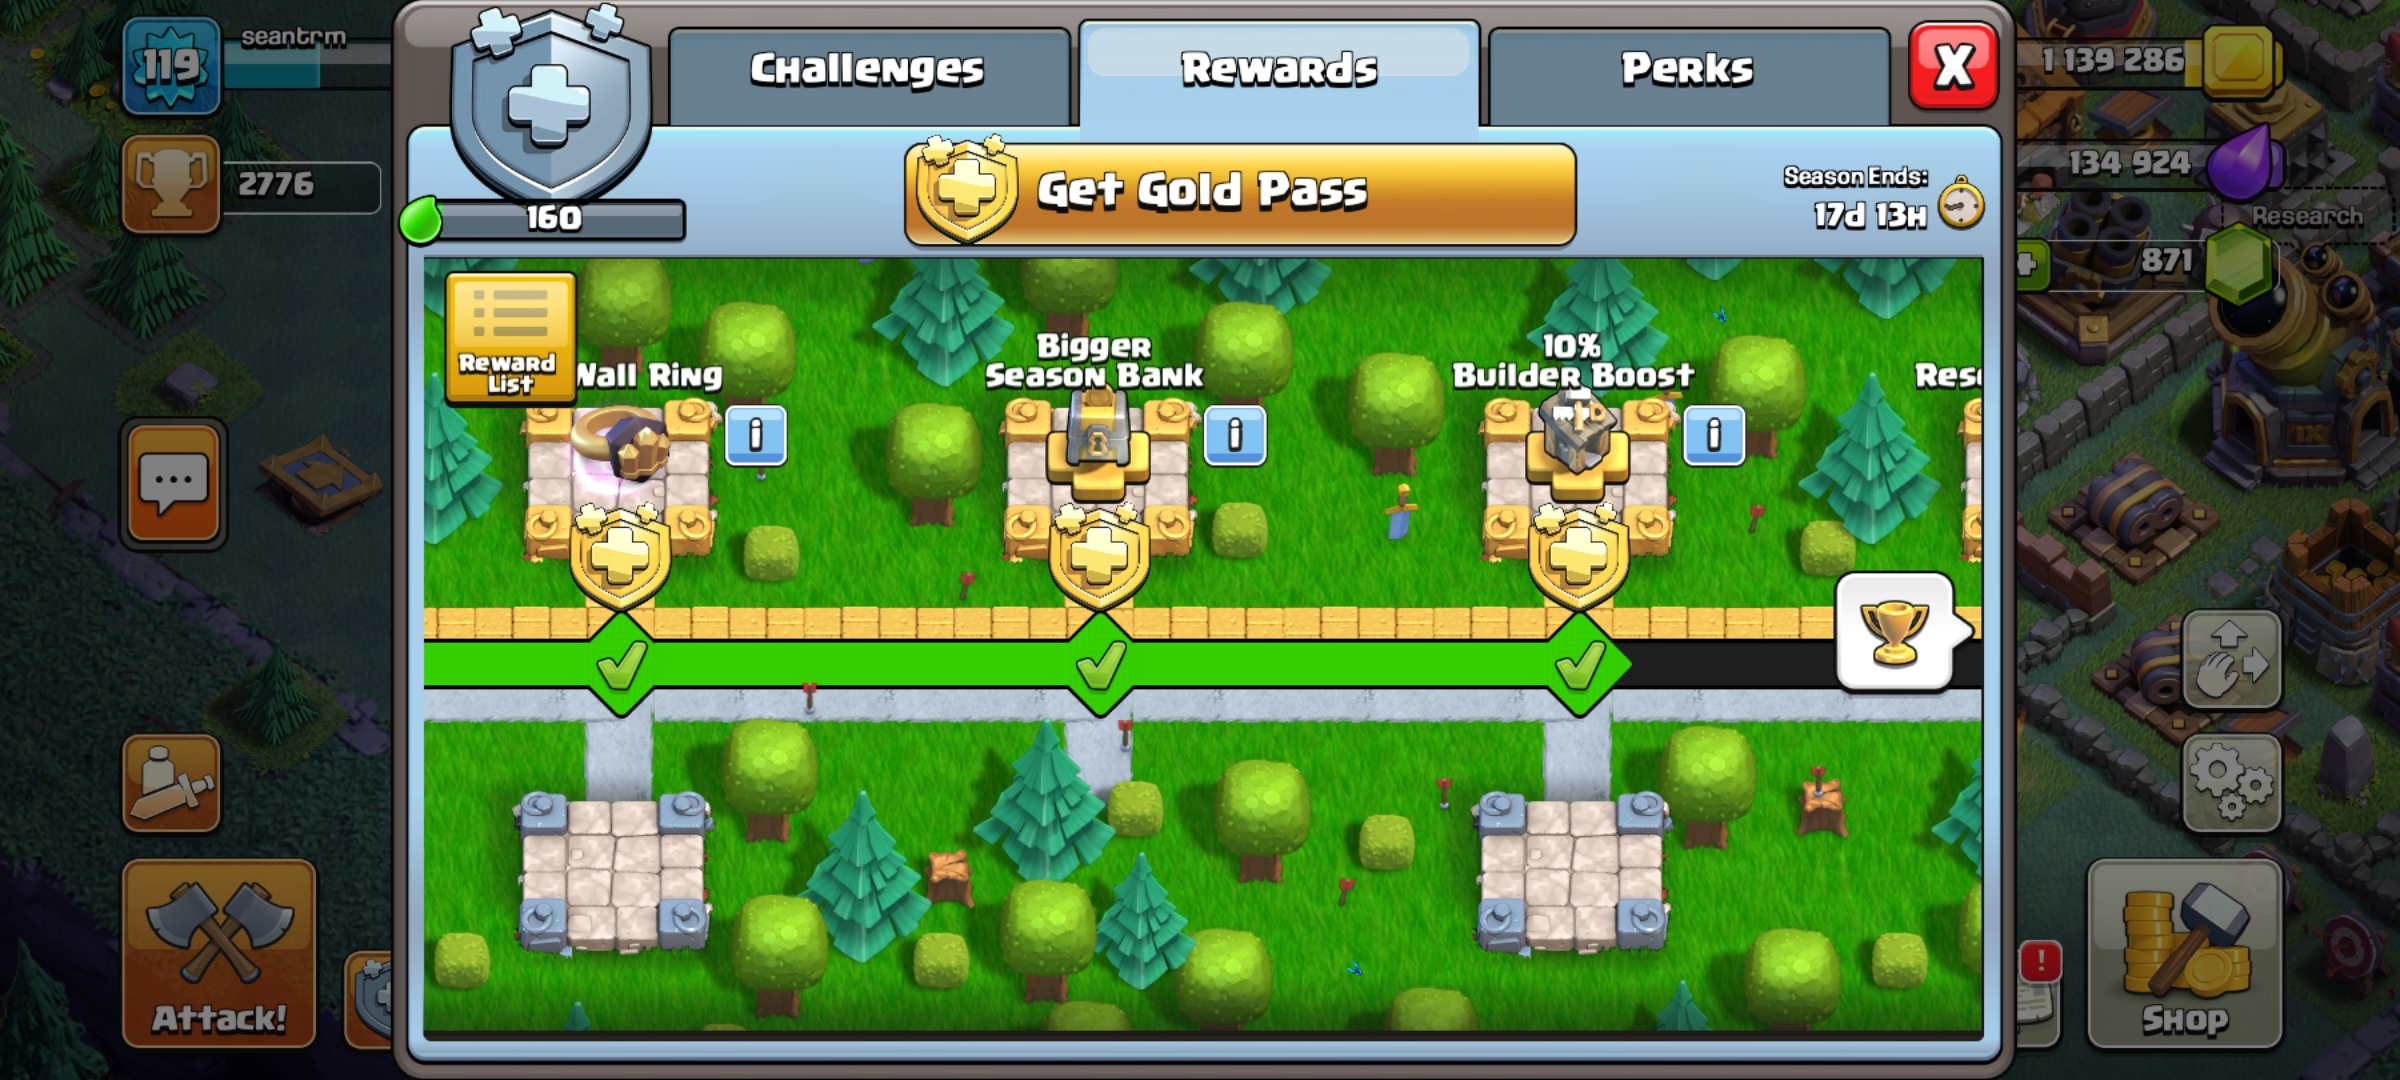 119
seantrm
2776
Challenges
Rewards
Perks
X
160
Get Gold Pass
Season Ends:
17d 13h
1 139 286
134 924
Research
871
Reward
List
Wall Ring
Bigger
Season Bank
10%
Builder Boost
i
i
i
1X
Attack!
!
Shop